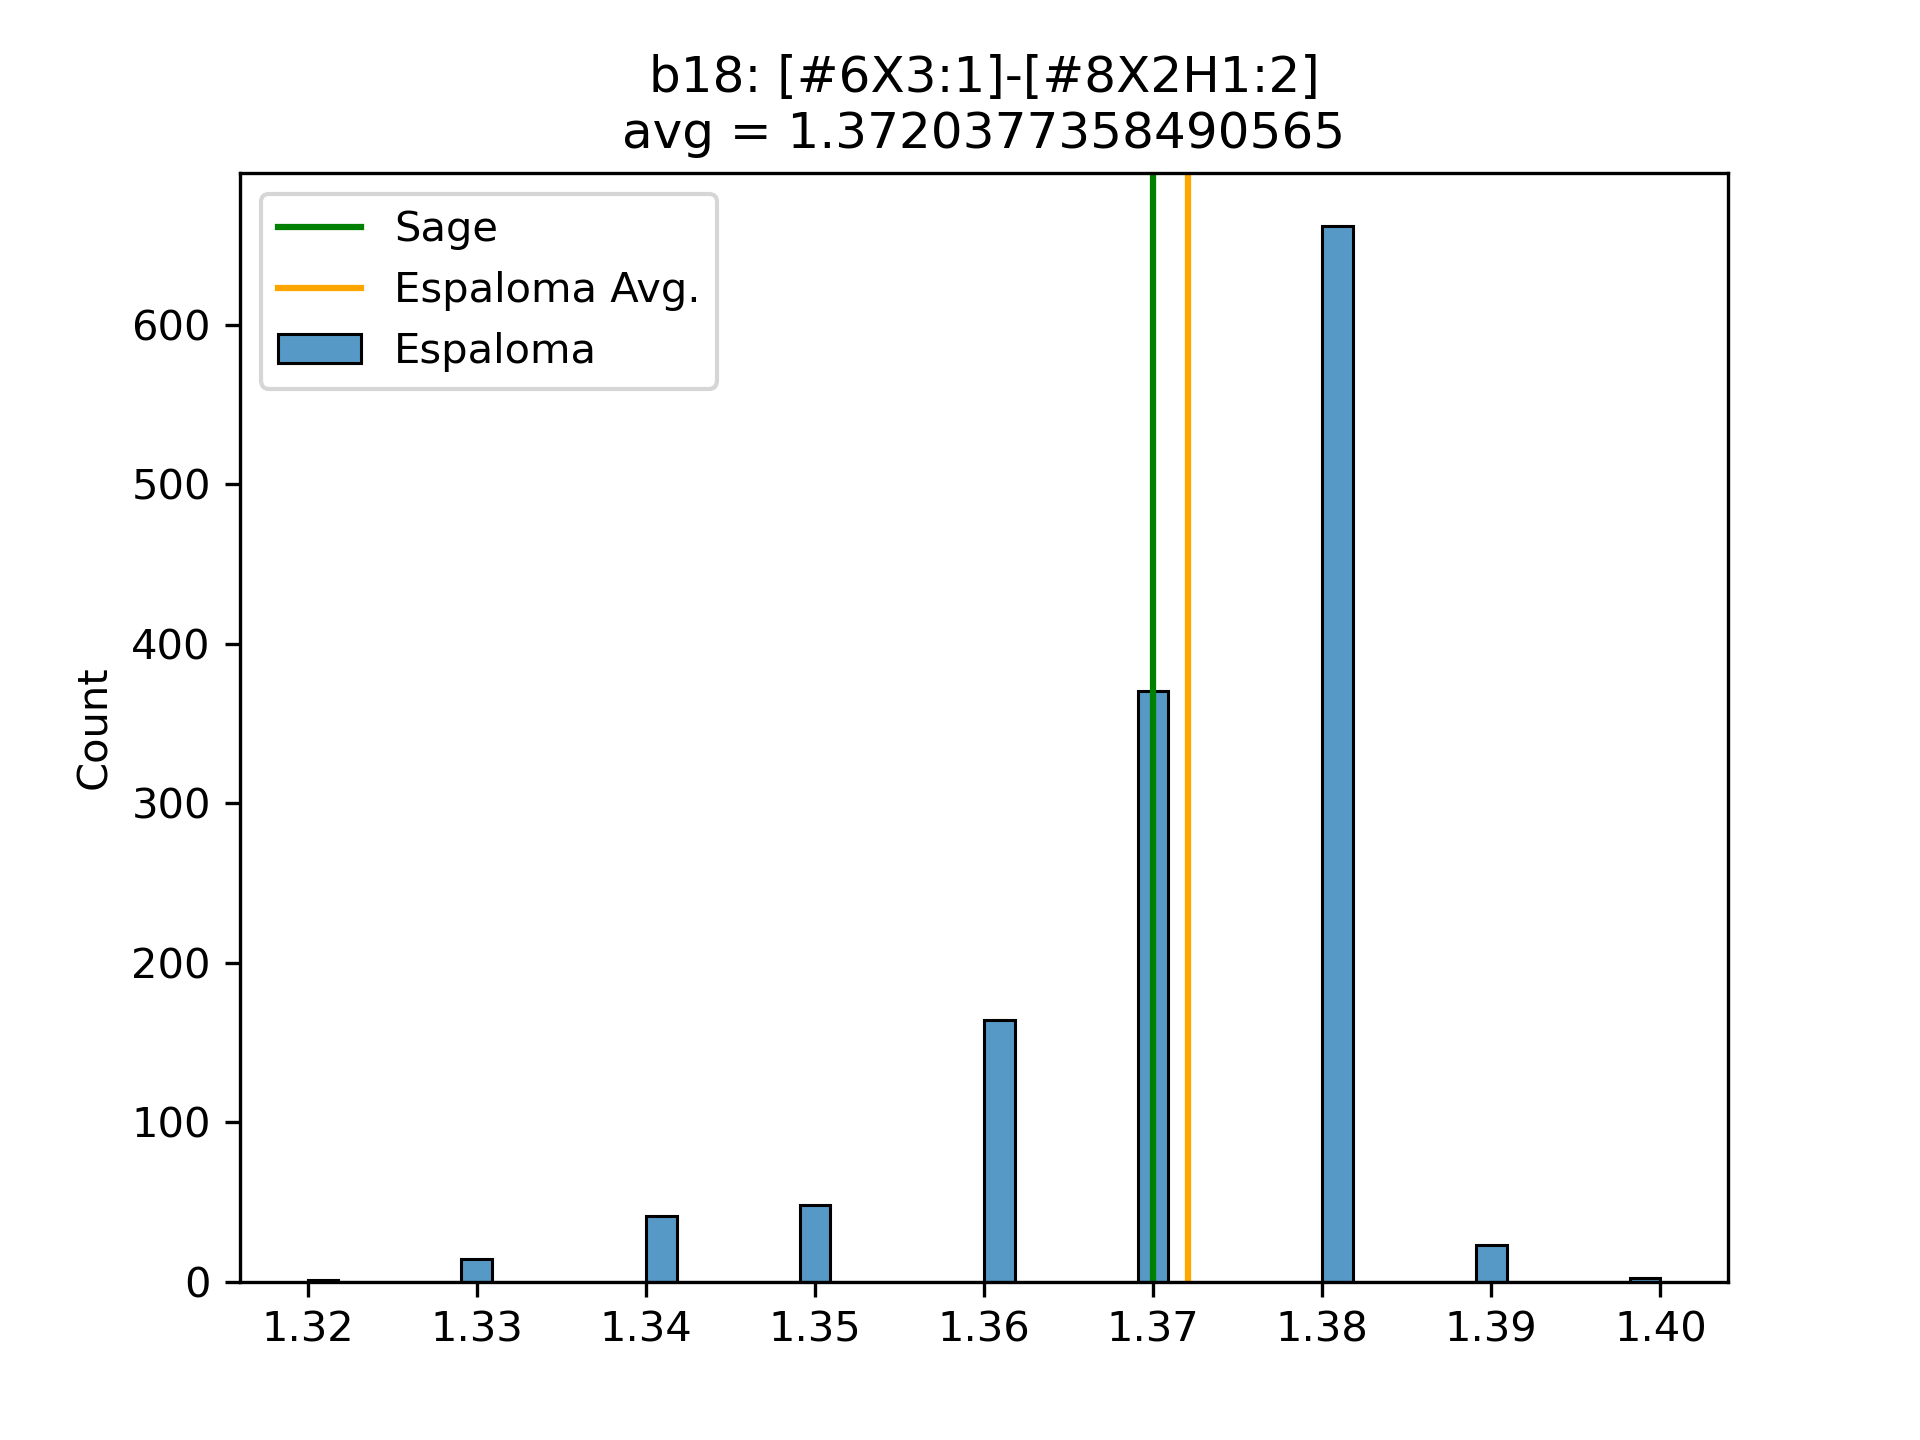 b18: [#6X3:1]-[#8X2H1:2]
avg = 1.3720377358490565
Sage
Espaloma Avg.
Espaloma
Count
600
500
400
300
200
100
0
1.32 1.33 1.34 1.35 1.36 1.37 1.38 1.39 1.40